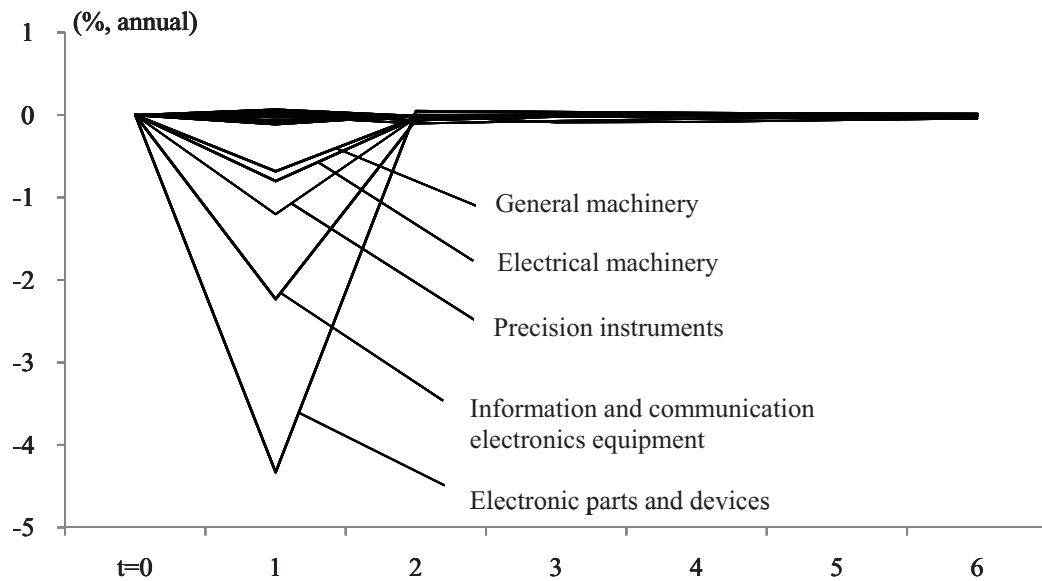 (%, annual)
1
0
-1
-2
-3
-4
-5
General machinery
Electrical machinery
Precision instruments
Information and communication
electronics equipment
Electronic parts and devices
t=0 1 2 3 4 5 6